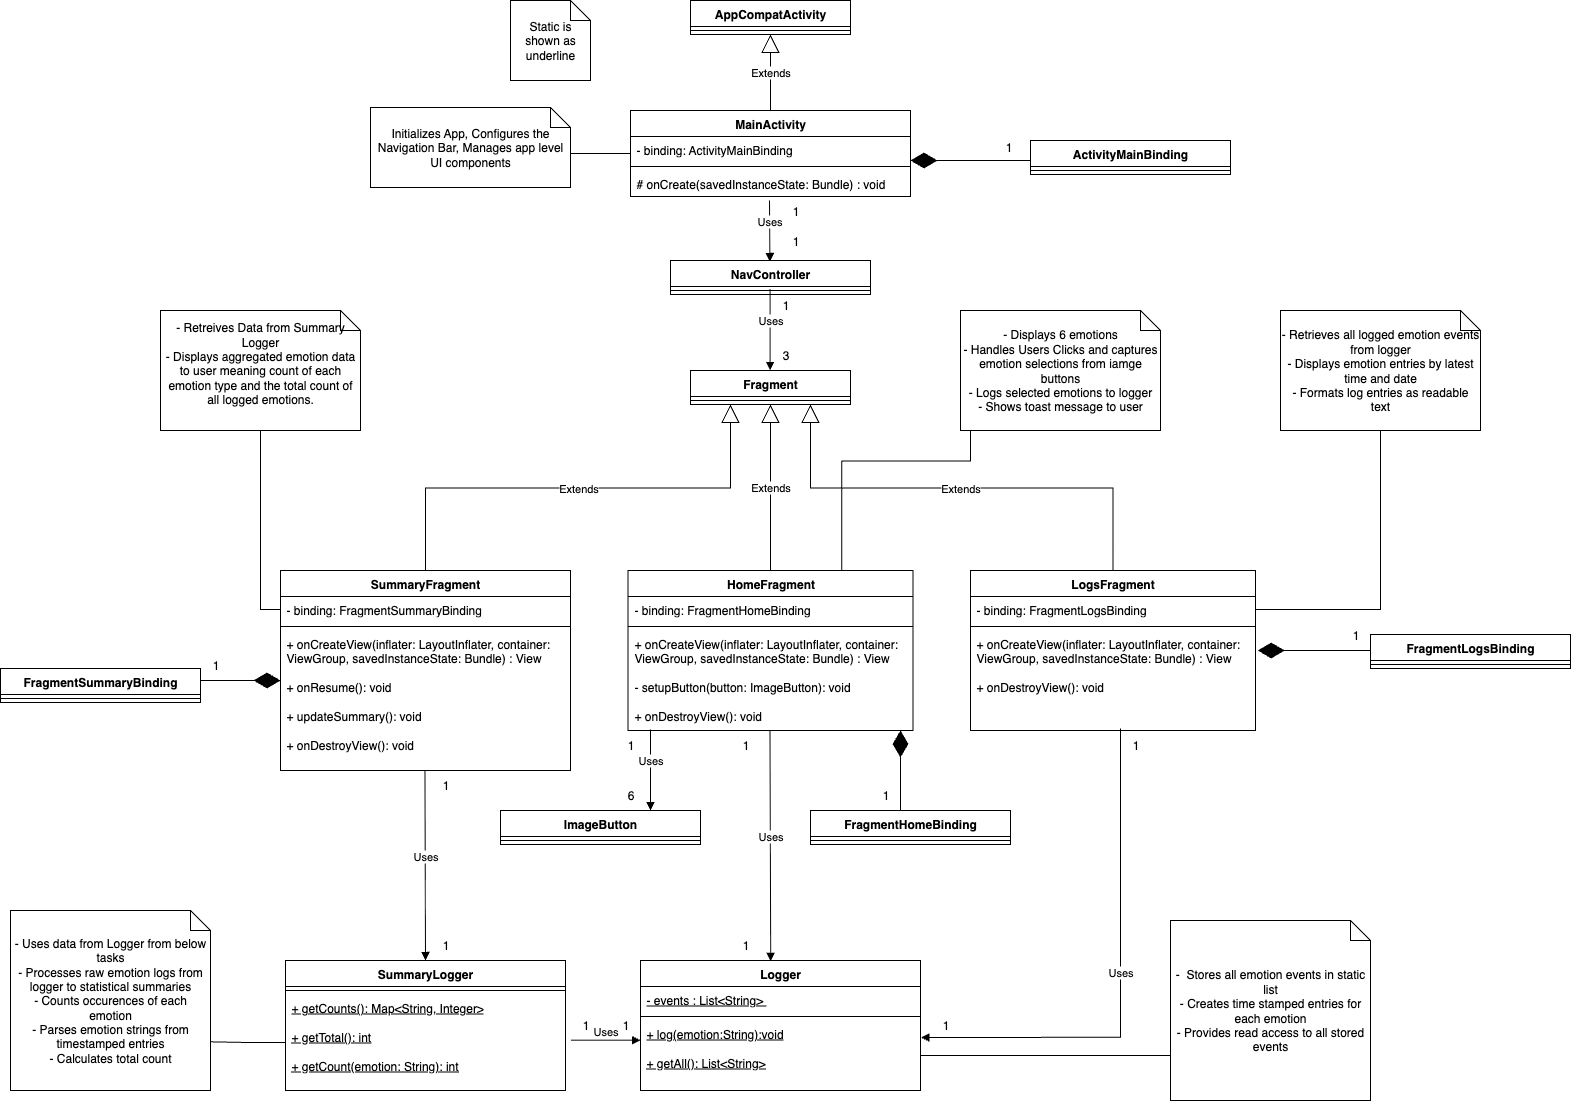 Static is
shown as
underline
AppCompatActivity
Extends
Initializes App, Configures the
Navigation Bar, Manages app level
UI components
MainActivity
- binding: ActivityMainBinding
# onCreate(savedInstanceState: Bundle) : void
1
ActivityMainBinding
1
Uses
1
NavController
1
Uses
3
Fragment
- Retreives Data from Summary
Logger
- Displays aggregated emotion data
to user meaning count of each
emotion type and the total count of
all logged emotions.
- Displays 6 emotions
- Handles Users Clicks and captures
emotion selections from iamge
buttons
- Logs selected emotions to logger
- Shows toast message to user
- Retrieves all logged emotion events
from logger
- Displays emotion entries by latest
time and date
- Formats log entries as readable
text
Extends
Extends
Extends
SummaryFragment
- binding: FragmentSummaryBinding
+ onCreateView(inflater: LayoutInflater, container:
ViewGroup, savedInstanceState: Bundle) : View
+ onResume(): void
+ updateSummary(): void
+ onDestroyView(): void
1
FragmentSummaryBinding
HomeFragment
- binding: FragmentHomeBinding
+ onCreateView(inflater: LayoutInflater, container:
ViewGroup, savedInstanceState: Bundle) : View
- setupButton(button: ImageButton): void
+ onDestroyView(): void
LogsFragment
- binding: FragmentLogsBinding
+ onCreateView(inflater: LayoutInflater, container:
ViewGroup, savedInstanceState: Bundle) : View
+ onDestroyView(): void
1
FragmentLogsBinding
1
Uses
6
ImageButton
1
Uses
1
1
FragmentHomeBinding
1
Uses
1
1
Uses
1
- Uses data from Logger from below
tasks
- Processes raw emotion logs from
logger to statistical summaries
- Counts occurences of each
emotion
- Parses emotion strings from
timestamped entries
- Calculates total count
SummaryLogger
+ getCounts(): Map<String, Integer>
+ getTotal(): int
+ getCount(emotion: String): int
1
Uses
1
Logger
- events : List<String>
+ log(emotion:String):void
+ getAll(): List<String>
- Stores all emotion events in static
list
- Creates time stamped entries for
each emotion
- Provides read access to all stored
events